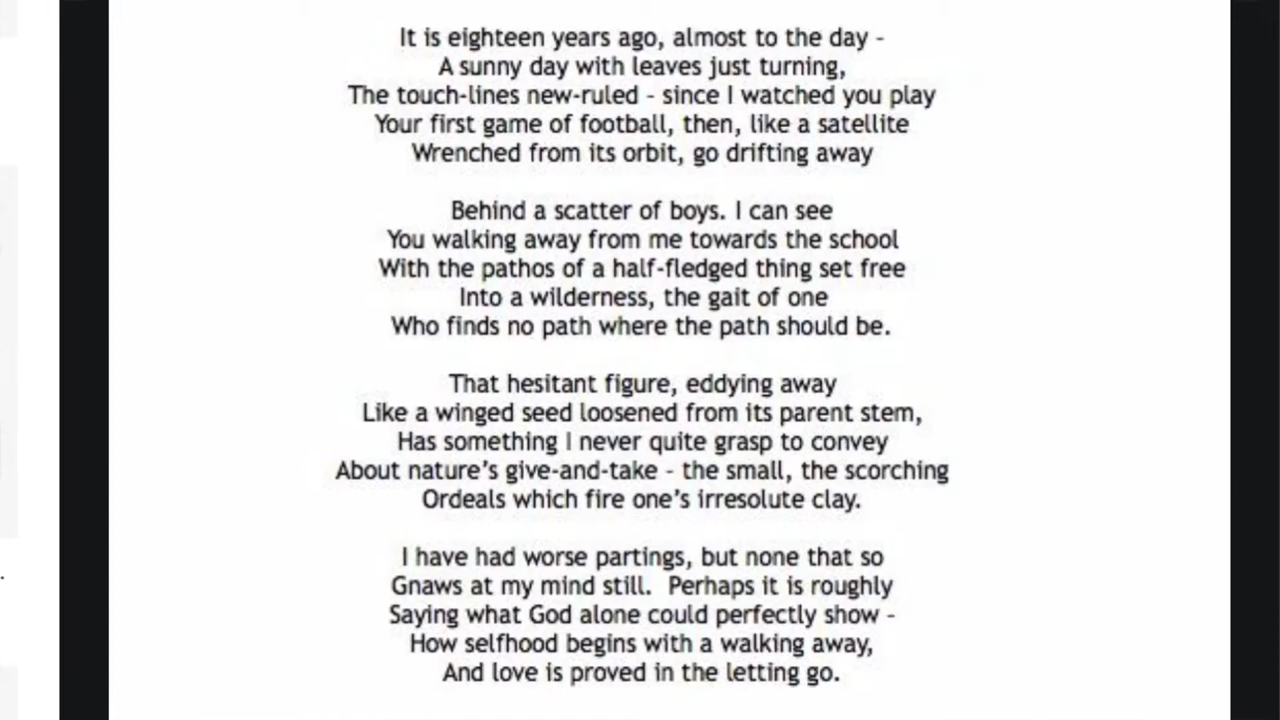 It is eighteen years ago, almost to the day -
A sunny day with leaves just turning,
The touch-lines new-ruled - since I watched you play
Your first game of football, then, like a satellite
Wrenched from its orbit, go drifting away
Behind a scatter of boys. I can see
You walking away from me towards the school
With the pathos of a half-fledged thing set free
Into a wilderness, the gait of one
Who finds no path where the path should be.
That hesitant figure, eddying away
Like a winged seed loosened from its parent stem,
Has something I never quite grasp to convey
About nature’s give-and-take - the small, the scorching
Ordeals which fire one’s irresolute clay.
I have had worse partings, but none that so
Gnaws at my mind still.  Perhaps it is roughly
Saying what God alone could perfectly show -
How selfhood begins with a walking away,
And love is proved in the letting go.